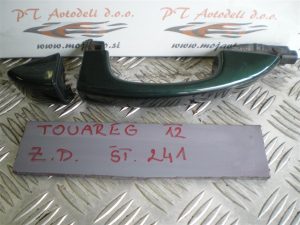 PT Avtodeli d.o.o.
PT Avtodeli d.o.o.
TOUAREG 12
Z.D. ŠT. 241